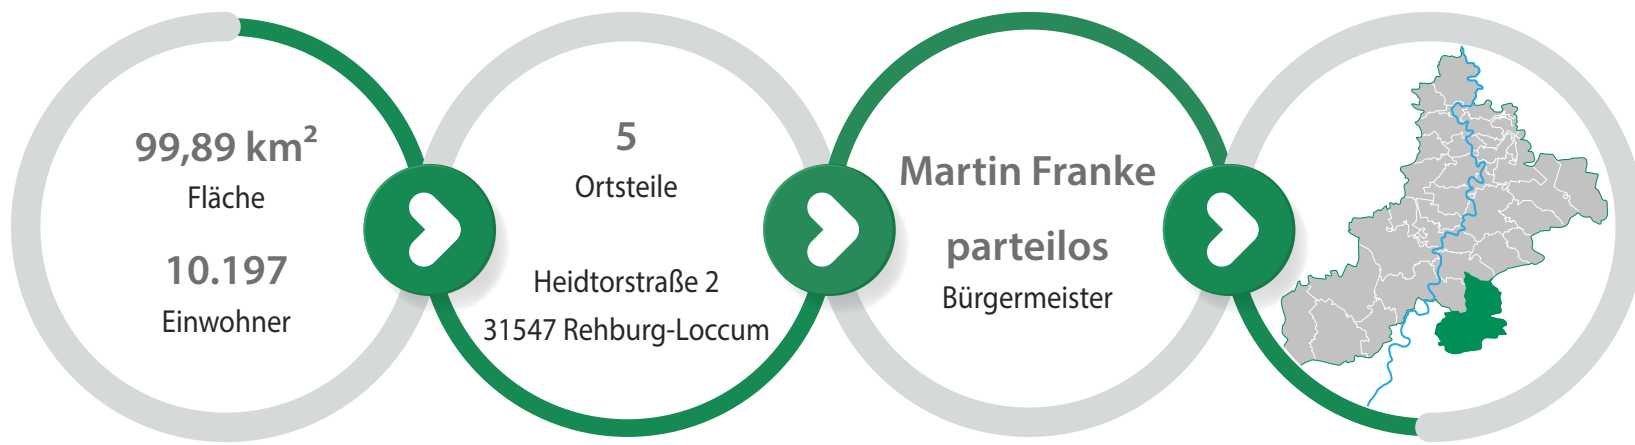 99,89 km²
Fläche
10.197
Einwohner
5
Ortsteile
Heidtorstraße 2
31547 Rehburg-Loccum
Martin Franke
parteilos
Bürgermeister